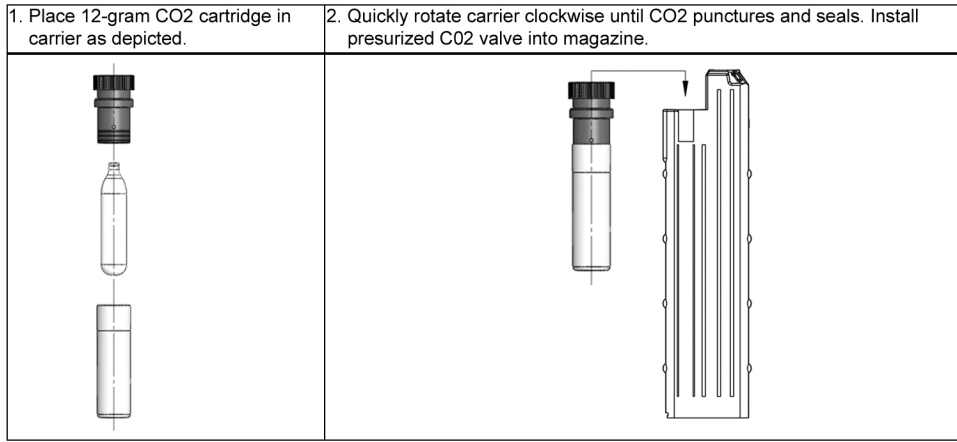 1. Place 12-gram CO2 cartridge in
carrier as depicted.
2. Quickly rotate carrier clockwise until CO2 punctures and seals. Install
presurized C02 valve into magazine.